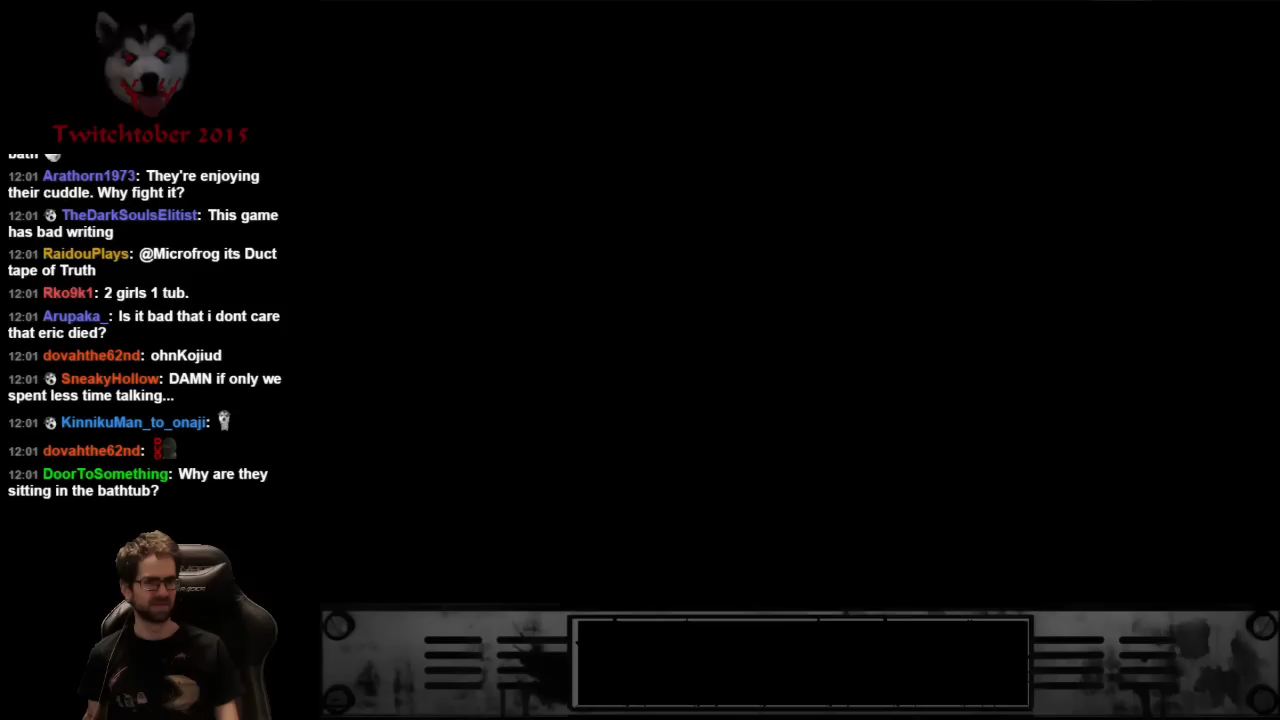 Twitchtober 2015
bath
12:01 Arathorn1973: They're enjoying
their cuddle. Why fight it?
12:01 TheDarkSoulsElitist: This game
has bad writing
12:01 RaidouPlays: @Microfrog its Duct
tape of Truth
12:01 Rko9k1: 2 girls 1 tub.
12:01 Arupaka_: Is it bad that i dont care
that eric died?
12:01 dovahthe62nd: ohnKojiud
12:01 SneakyHollow: DAMN if only we
spent less time talking...
12:01 KinnikuMan_to_onaji:
12:01 dovahthe62nd:
12:01 DoorToSomething: Why are they
sitting in the bathtub?